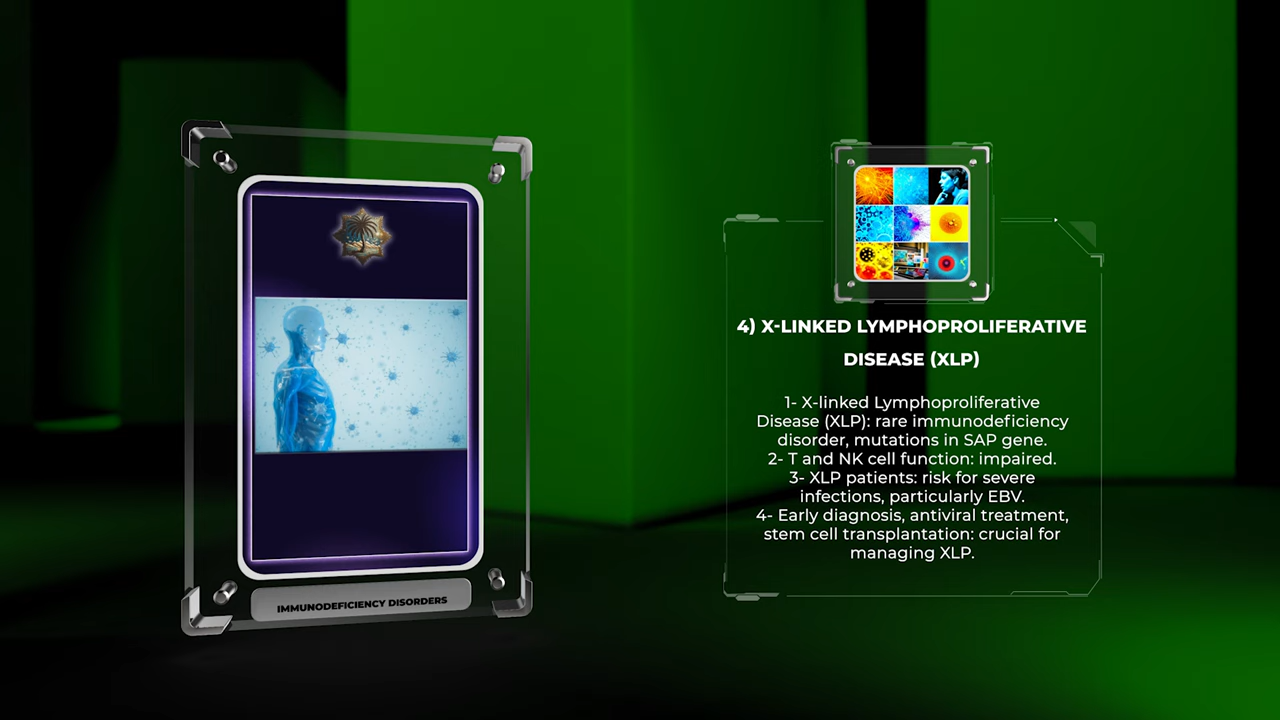 IMMUNODEFICIENCY DISORDERS
4) X-LINKED LYMPHOPROLIFERATIVE
DISEASE (XLP)
1- X-linked Lymphoproliferative
Disease (XLP): rare immunodeficiency
disorder, mutations in SAP gene.
2- T and NK cell function: impaired.
3- XLP patients: risk for severe
infections, particularly EBV.
4- Early diagnosis, antiviral treatment,
stem cell transplantation: crucial for
managing XLP.